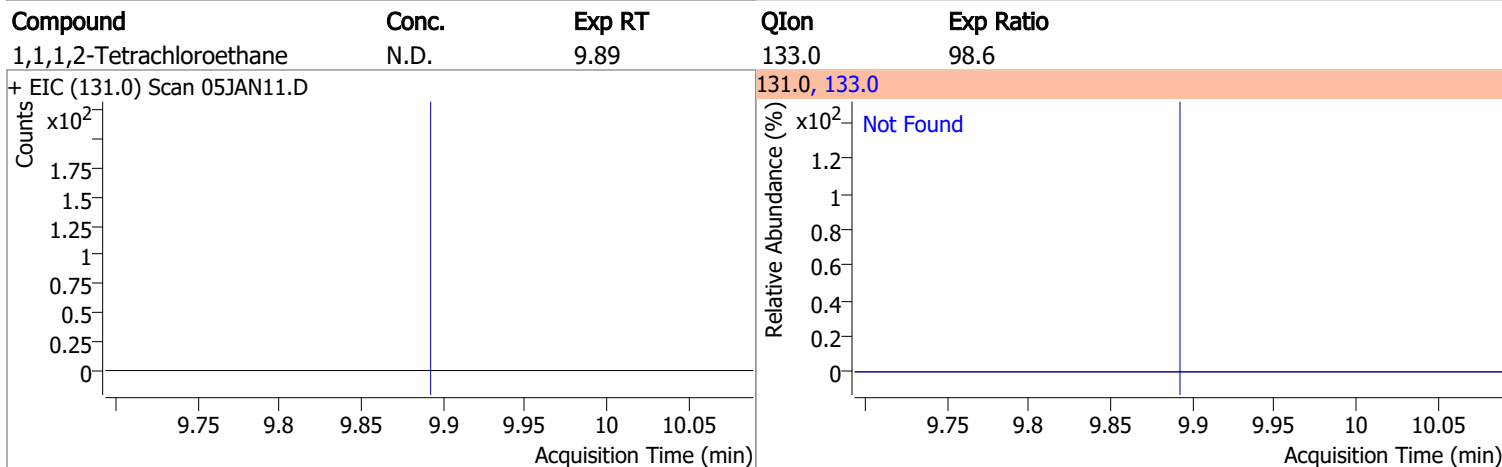 Compound Conc. Exp RT QIon Exp Ratio
1,1,1,2-Tetrachloroethane N.D. 9.89 133.0 98.6
+ EIC (131.0) Scan 05JAN11.D
Counts
x10²
1.75
1.5
1.25
1
0.75
0.5
0.25
0
9.75 9.8 9.85 9.9 9.95 10 10.05
Acquisition Time (min)
131.0, 133.0
Relative Abundance (%)
x10²
Not Found
1.2
1
0.8
0.6
0.4
0.2
0
9.75 9.8 9.85 9.9 9.95 10 10.05
Acquisition Time (min)